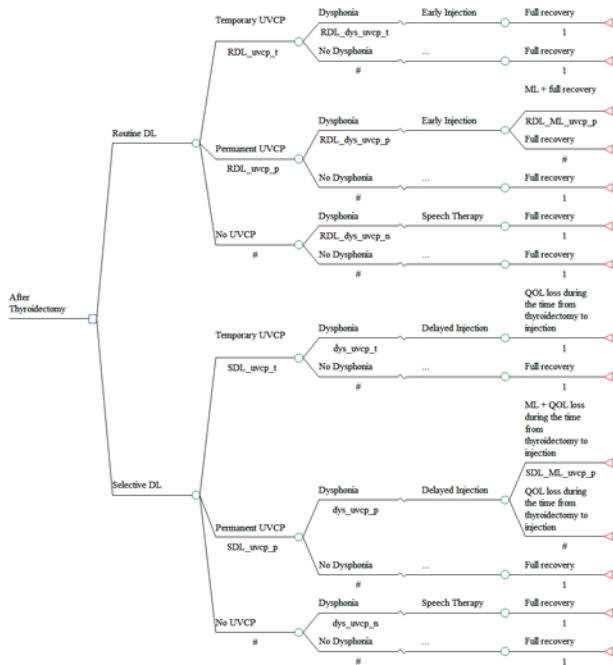 Dysphonia Early Injection Full recovery
Temporary UVCP
RDL_dys_uvcp_t 1
RDL_uvcp_t
No Dysphonia ... Full recovery
# 1
ML + full recovery
Dysphonia Early Injection
RDL_ML_uvcp_p
Routine DL
Permanent UVCP
RDL_dys_uvcp_p
Full recovery
RDL_uvcp_p
#
No Dysphonia ... Full recovery
# 1
Dysphonia Speech Therapy Full recovery
No UVCP
RDL_dys_uvcp_n 1
#
No Dysphonia ... Full recovery
# 1
After
Thyroidectomy
QOL loss during
the time from
thyroidectomy to
injection
Dysphonia Delayed Injection
Temporary UVCP
dys_uvcp_t 1
SDL_uvcp_t
No Dysphonia ... Full recovery
# 1
ML + QOL loss
during the time
from
thyroidectomy to
injection
SDL_ML_uvcp_p
Selective DL
Dysphonia Delayed Injection
QOL loss during
the time from
thyroidectomy to
injection
Permanent UVCP
dys_uvcp_p
#
SDL_uvcp_p
No Dysphonia ... Full recovery
# 1
Dysphonia Speech Therapy Full recovery
No UVCP
dys_uvcp_n 1
#
No Dysphonia ... Full recovery
# 1